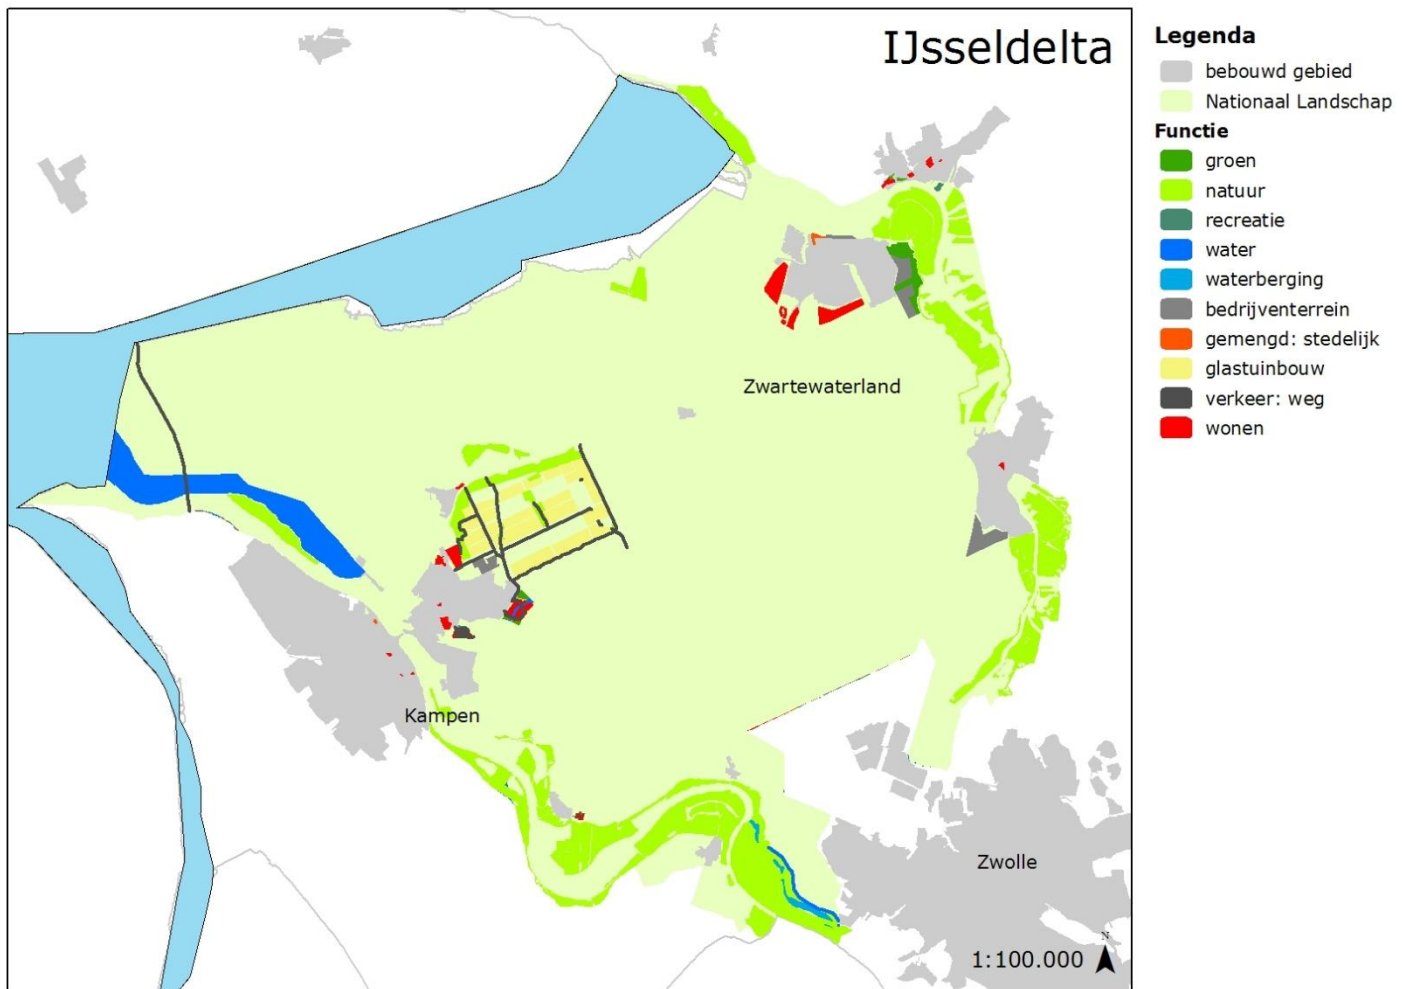 IJsseldelta
Legenda
bebouwd gebied
Nationaal Landschap
Functie
groen
natuur
recreatie
water
waterberging
bedrijventerrein
gemengd: stedelijk
glastuinbouw
verkeer: weg
wonen
Zwartewaterland
Kampen
Zwolle
N
1:100.000